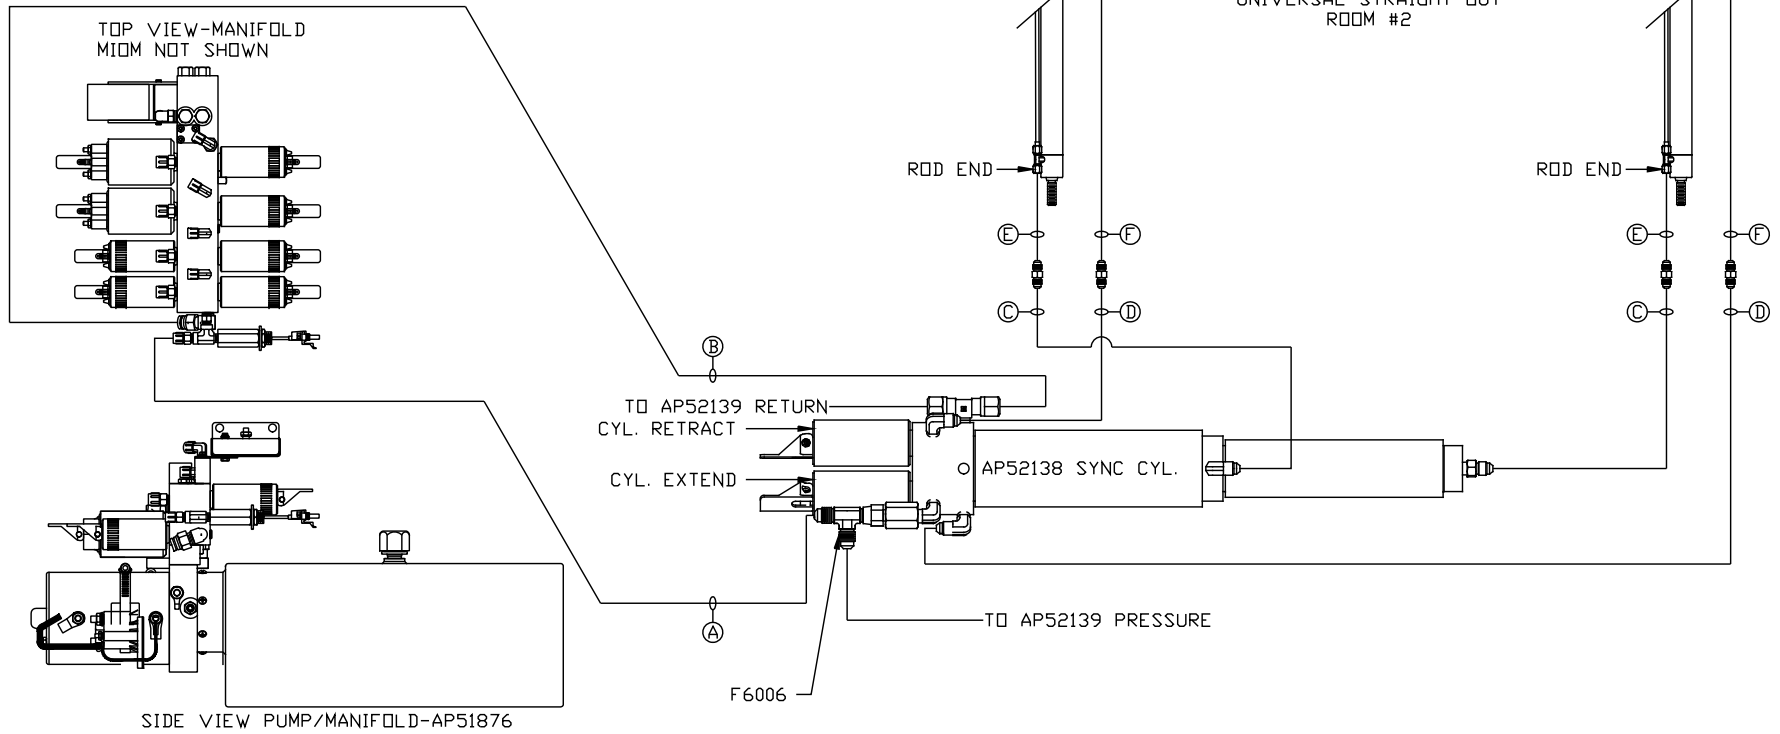 UNIVERSAL STRAIGHT OUT
ROOM #2
TOP VIEW-MANIFOLD
MIOM NOT SHOWN
ROD END
ROD END
E
F
E
F
C
D
C
D
B
TO AP52139 RETURN
CYL. RETRACT
AP52138 SYNC CYL.
CYL. EXTEND
TO AP52139 PRESSURE
A
F6006
SIDE VIEW PUMP/MANIFOLD-AP51876